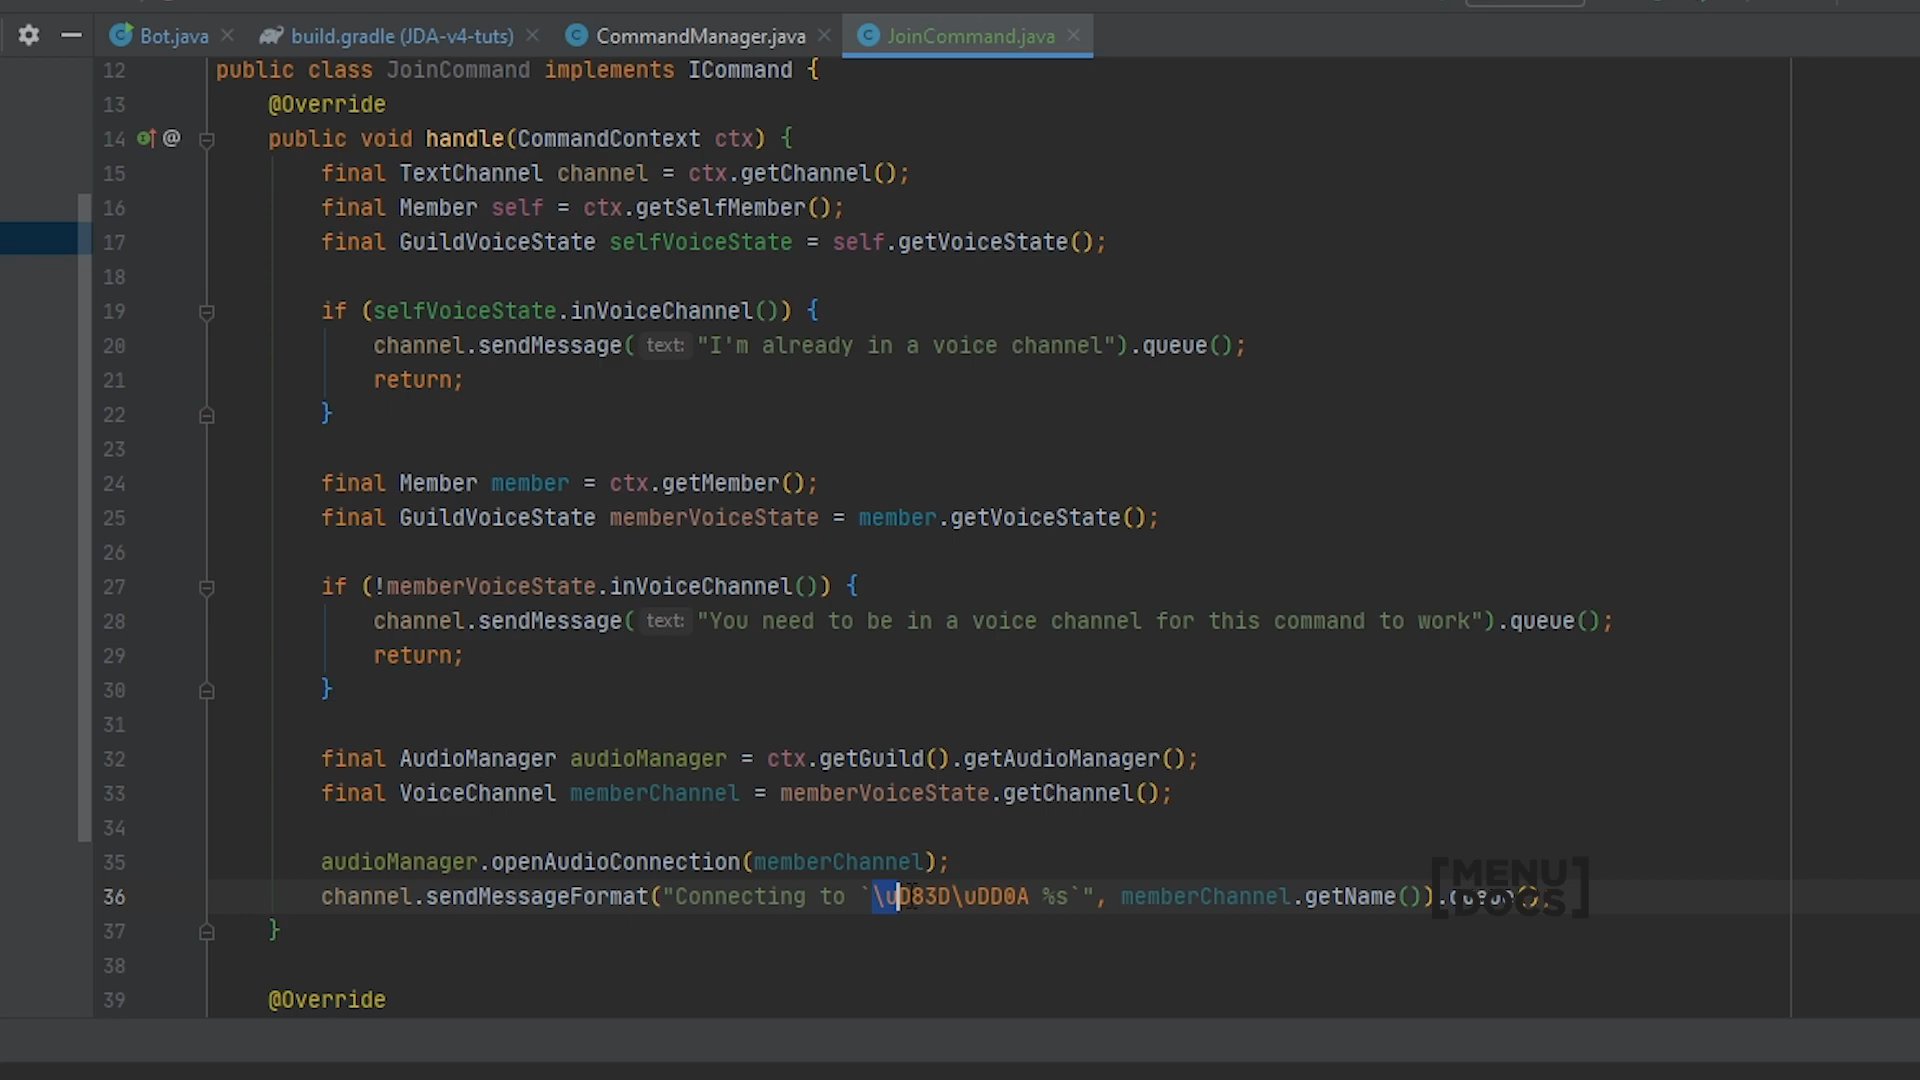 Bot.java build.gradle (JDA-v4-tuts) CommandManager.java JoinCommand.java
12 public class JoinCommand implements ICommand {
13 @Override
14 @ public void handle(CommandContext ctx) {
15 final TextChannel channel = ctx.getChannel();
16 final Member self = ctx.getSelfMember();
17 final GuildVoiceState selfVoiceState = self.getVoiceState();
18
19 if (selfVoiceState.inVoiceChannel()) {
20 channel.sendMessage( text: "I'm already in a voice channel").queue();
21 return;
22 }
23
24 final Member member = ctx.getMember();
25 final GuildVoiceState memberVoiceState = member.getVoiceState();
26
27 if (!memberVoiceState.inVoiceChannel()) {
28 channel.sendMessage( text: "You need to be in a voice channel for this command to work").queue();
29 return;
30 }
31
32 final AudioManager audioManager = ctx.getGuild().getAudioManager();
33 final VoiceChannel memberChannel = memberVoiceState.getChannel();
34
35 audioManager.openAudioConnection(memberChannel);
36 channel.sendMessageFormat("Connecting to `\uD83D\uDD0A %s`", memberChannel.getName()).queue();
37 }
38
39 @Override
[MENU
DOCS]